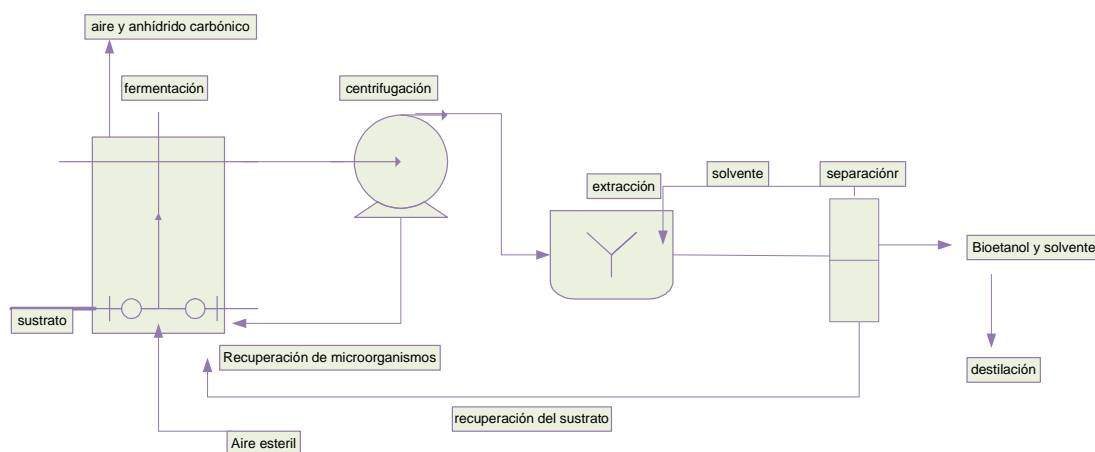 aire y anhídrido carbónico
fermentación
centrifugación
extracción
solvente
separaciónr
Bioetanol y solvente
sustrato
Recuperación de microorganismos
destilación
recuperación del sustrato
Aire esteril